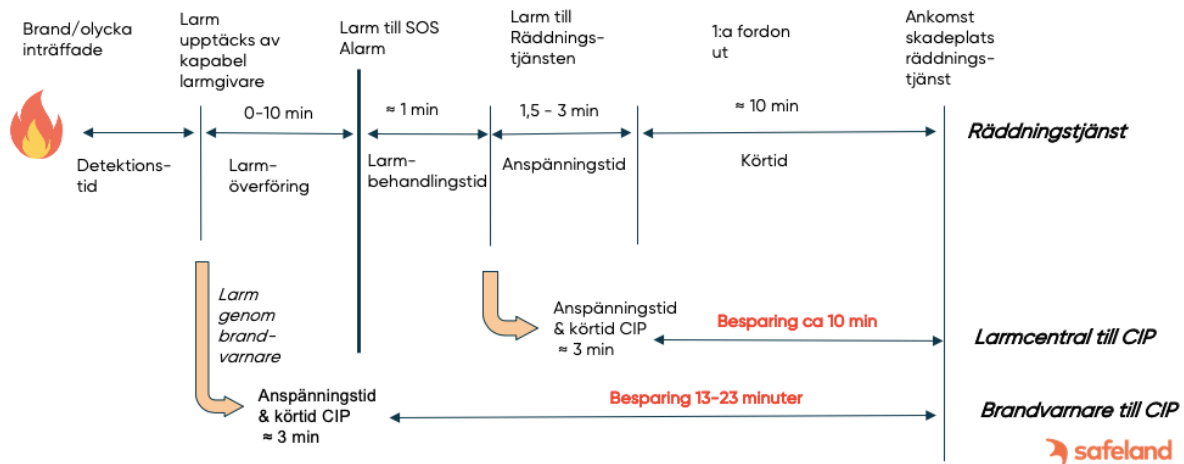 Brand/olycka
inträffade
Larm
upptäcks av
kapabel
larmgivare
Larm till SOS
Alarm
Larm till
Räddnings-
tjänsten
1:a fordon
ut
Ankomst
skadeplats
räddnings-
tjänst
0-10 min
≈ 1 min
1,5 - 3 min
≈ 10 min
Räddningstjänst
Detektions-
tid
Larm-
överföring
Larm-
behandlingstid
Anspänningstid
Körtid
Larm
genom
brand-
varnare
Anspänningstid
& körtid CIP
≈ 3 min
Besparing ca 10 min
Larmcentral till CIP
Anspänningstid
& körtid CIP
≈ 3 min
Besparing 13-23 minuter
Brandvarnare till CIP
safeland